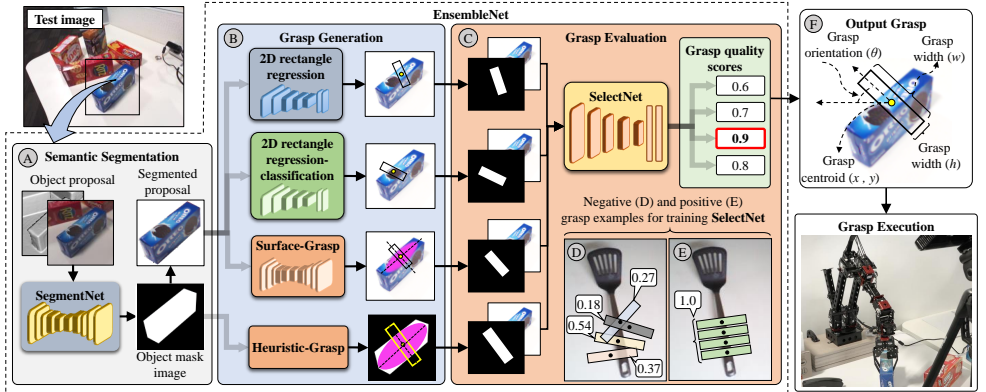 EnsembleNet
Test image
A
Semantic Segmentation
Object proposal
Segmented
proposal
SegmentNet
Object mask
image
B
Grasp Generation
2D rectangle
regression
2D rectangle
regression-
classification
Surface-Grasp
Heuristic-Grasp
C
Grasp Evaluation
SelectNet
Grasp quality
scores
0.6
0.7
0.9
0.8
Negative (D) and positive (E)
grasp examples for training SelectNet
D
0.27
0.18
0.54
0.37
E
1.0
F
Output Grasp
Grasp
orientation (θ)
Grasp
width (w)
Grasp
centroid (x , y)
Grasp
width (h)
Grasp Execution